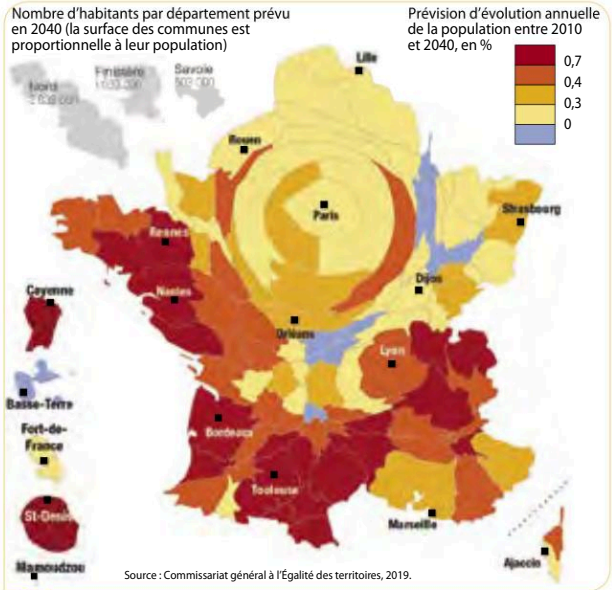 Nombre d'habitants par département prévu
en 2040 (la surface des communes est
proportionnelle à leur population)
Prévision d'évolution annuelle
de la population entre 2010
et 2040, en %
0,7
0,4
0,3
0
Nord
Finistère
Savoie
Lille
Rouen
Paris
Strasbourg
Rennes
Dijon
Nantes
Cayenne
Orléans
Lyon
Basse-Terre
Fort-de-
France
Bordeaux
Toulouse
St-Denis
Marseille
Mamoudzou
Ajaccio
Source : Commissariat général à l'Égalité des territoires, 2019.